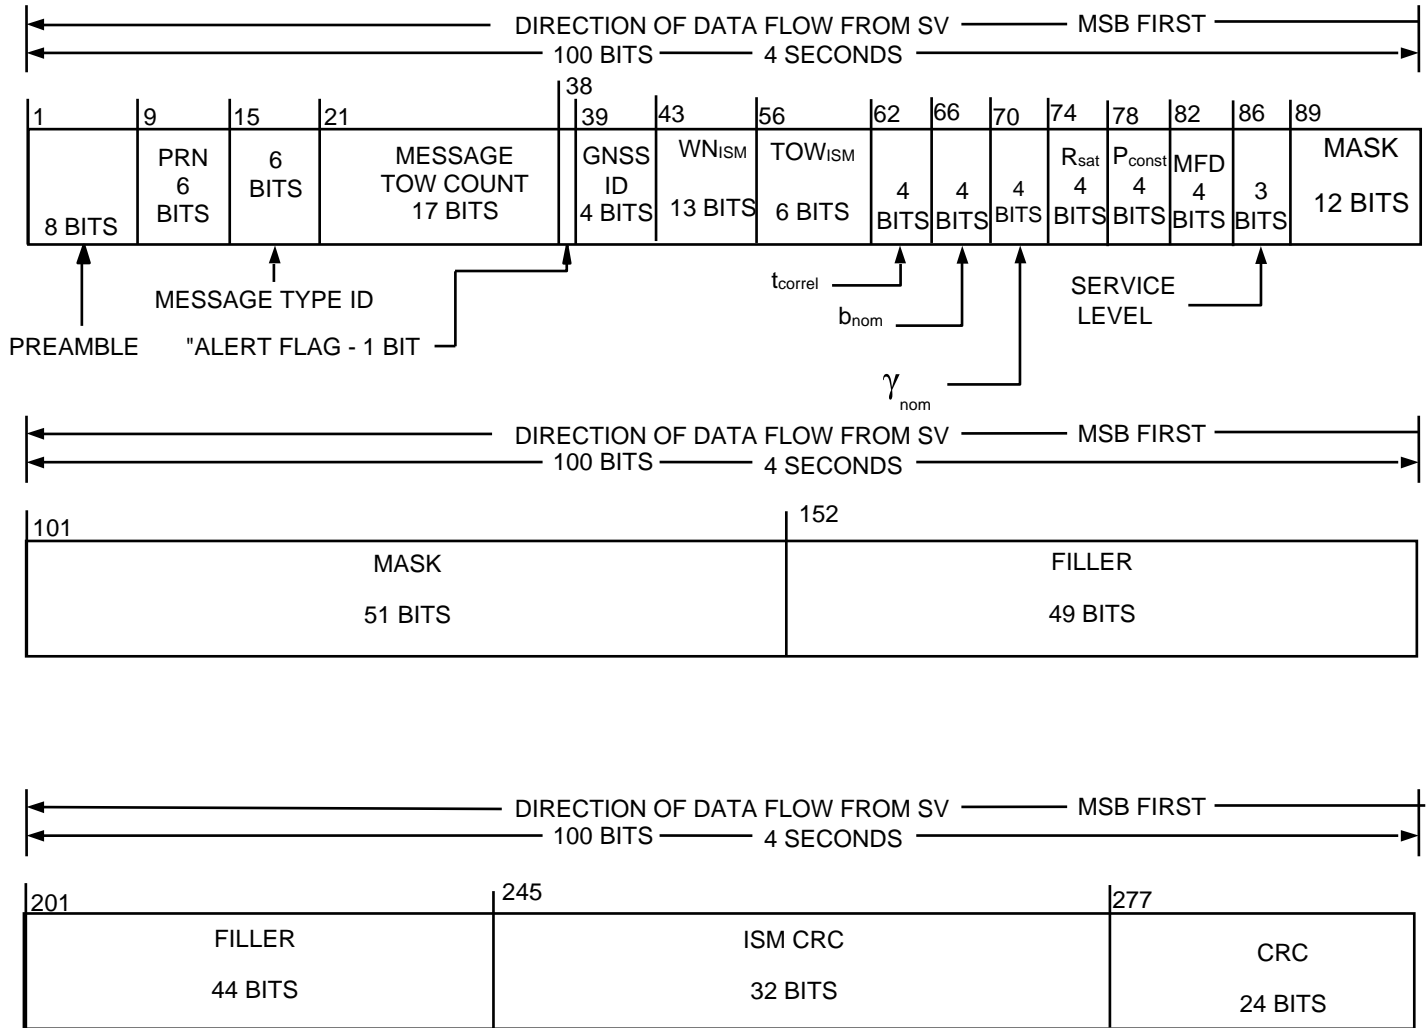 DIRECTION OF DATA FLOW FROM SV MSB FIRST
100 BITS 4 SECONDS
38
1 9 15 21 39 43 56 62 66 70 74 78 82 86 89
8 BITS
PRN
6
BITS
6
BITS
MESSAGE
TOW COUNT
17 BITS
GNSS
ID
4 BITS
WNISM
13 BITS
TOWISM
6 BITS
4
BITS
4
BITS
4
BITS
Rsat
4
BITS
Pconst
4
BITS
MFD
4
BITS
3
BITS
MASK
12 BITS
tcorrel
MESSAGE TYPE ID
SERVICE
LEVEL
bnom
PREAMBLE
"ALERT FLAG - 1 BIT
γnom
DIRECTION OF DATA FLOW FROM SV MSB FIRST
100 BITS 4 SECONDS
101 152
MASK
51 BITS
FILLER
49 BITS
DIRECTION OF DATA FLOW FROM SV MSB FIRST
100 BITS 4 SECONDS
201 245 277
FILLER
44 BITS
ISM CRC
32 BITS
CRC
24 BITS